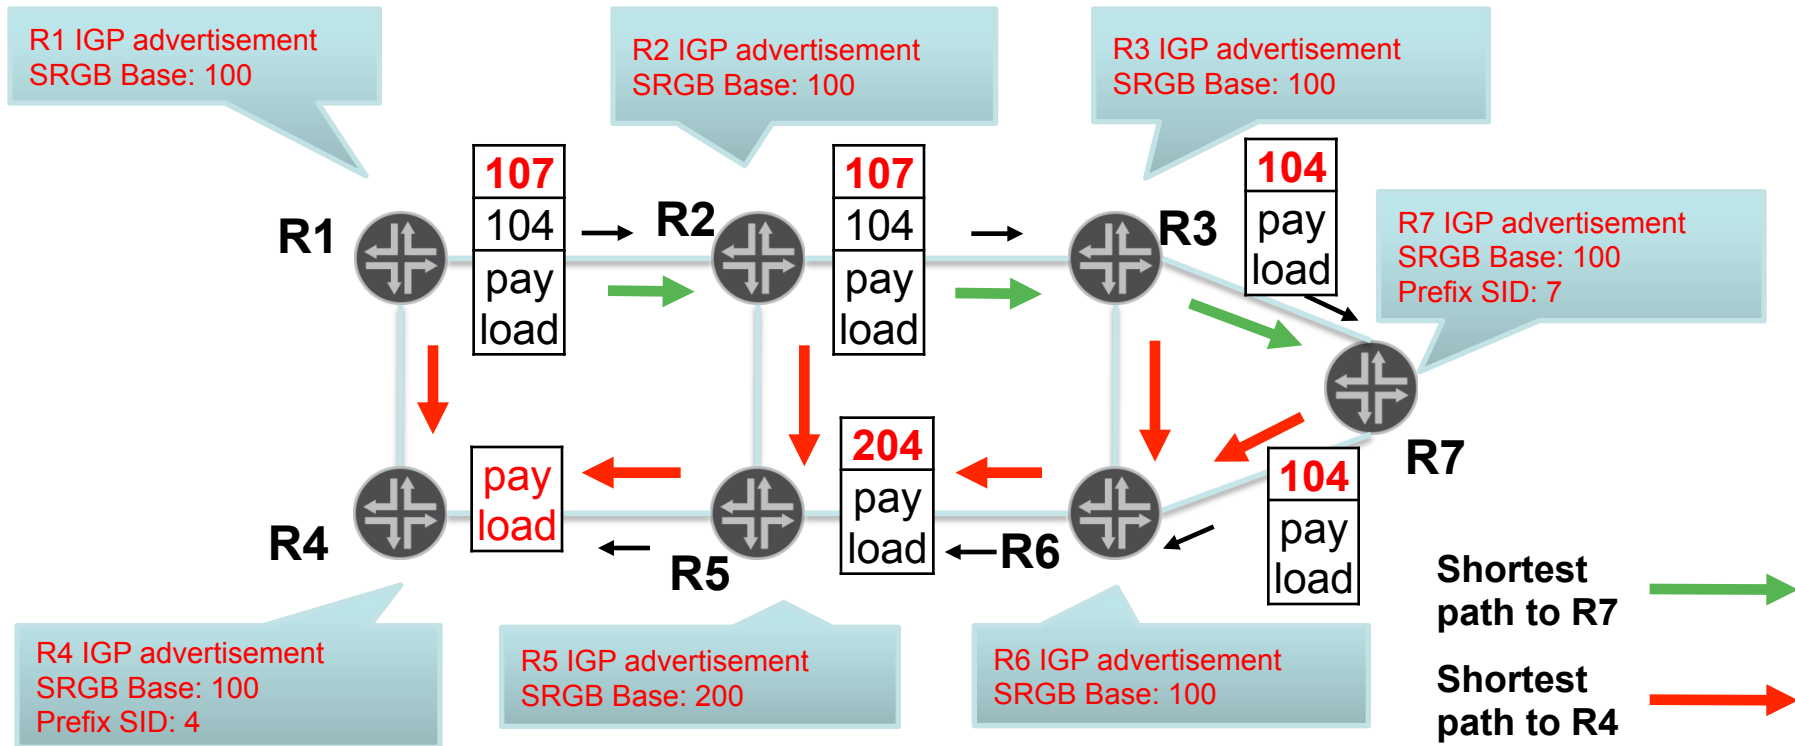 R1 IGP advertisement
SRGB Base: 100
R2 IGP advertisement
SRGB Base: 100
R3 IGP advertisement
SRGB Base: 100
R1
107
104
pay
load
R2
107
104
pay
load
R3
104
pay
load
R7 IGP advertisement
SRGB Base: 100
Prefix SID: 7
R7
R4
pay
load
R5
204
pay
load
R6
104
pay
load
R4 IGP advertisement
SRGB Base: 100
Prefix SID: 4
R5 IGP advertisement
SRGB Base: 200
R6 IGP advertisement
SRGB Base: 100
Shortest
path to R7
Shortest
path to R4